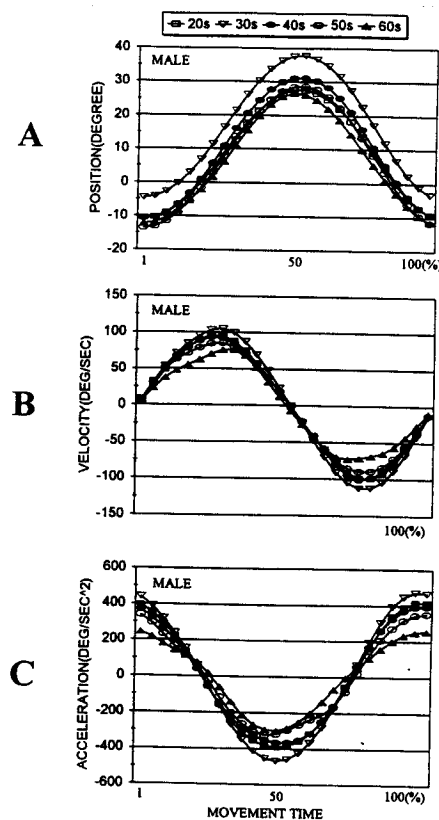 20s 30s 40s 50s 60s
A
MALE
POSITION(DEGREE)
40
30
20
10
0
-10
-20
1 50 100(%)
B
MALE
VELOCITY(DEG/SEC)
150
100
50
0
-50
-100
-150
100(%)
C
MALE
ACCELERATION(DEG/SEC^2)
600
400
200
0
-200
-400
-600
1 50 100(%)
MOVEMENT TIME